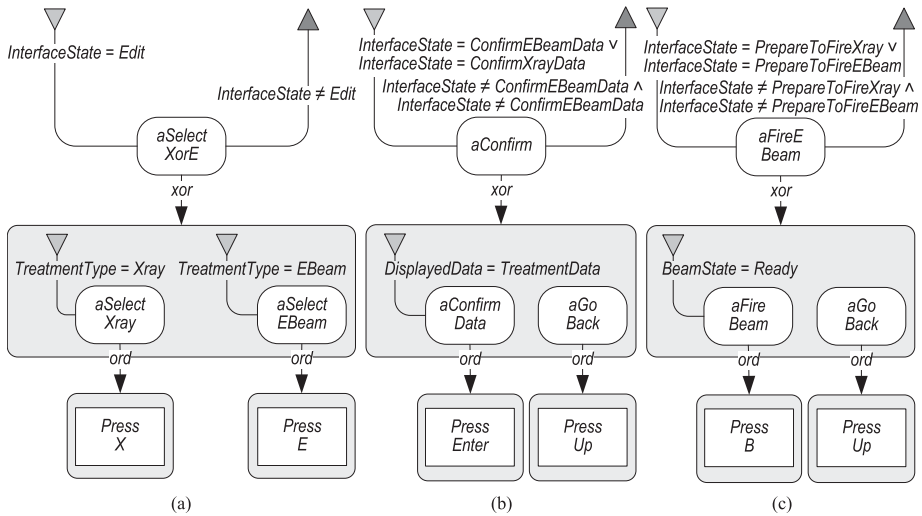 InterfaceState = Edit
InterfaceState ≠ Edit
aSelect
XorE
xor
TreatmentType = Xray
TreatmentType = EBeam
aSelect
Xray
aSelect
EBeam
ord
ord
Press
X
Press
E
(a)
InterfaceState = ConfirmEBeamData ∨
InterfaceState = ConfirmXrayData
InterfaceState ≠ ConfirmEBeamData ∧
InterfaceState ≠ ConfirmEBeamData
aConfirm
xor
DisplayedData = TreatmentData
aConfirm
Data
aGo
Back
ord
ord
Press
Enter
Press
Up
(b)
InterfaceState = PrepareToFireXray ∨
InterfaceState = PrepareToFireEBeam
InterfaceState ≠ PrepareToFireXray ∧
InterfaceState ≠ PrepareToFireEBeam
aFireE
Beam
xor
BeamState = Ready
aFire
Beam
aGo
Back
ord
ord
Press
B
Press
Up
(c)